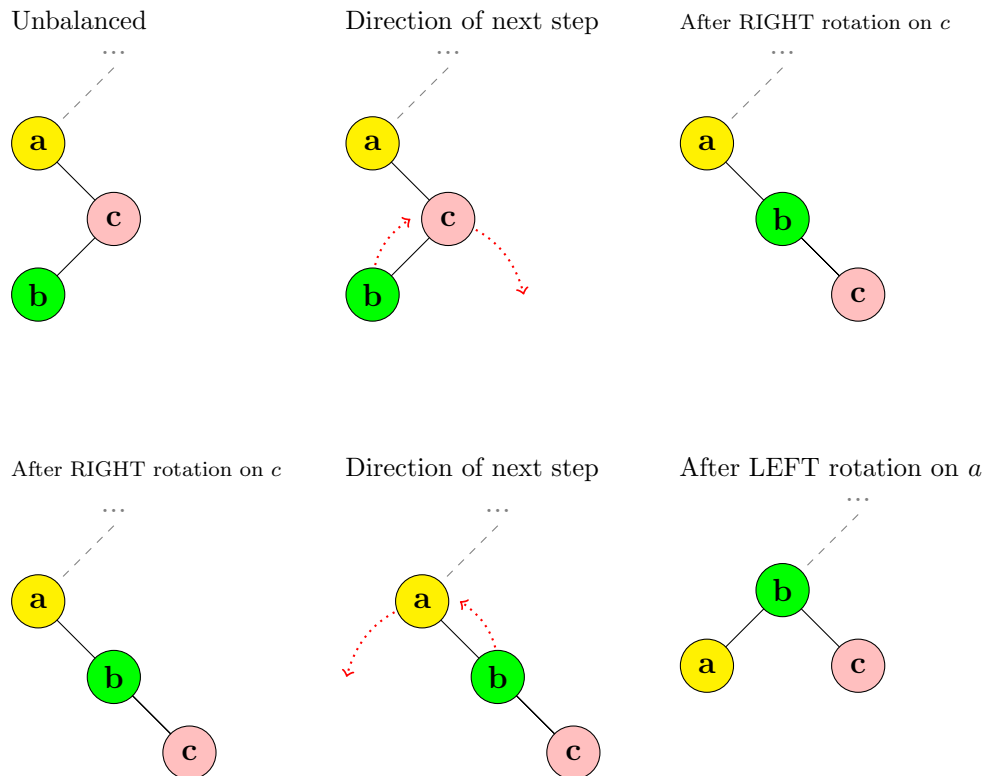 Unbalanced
Direction of next step
After RIGHT rotation on c
...
...
...
a
a
a
c
c
b
b
b
c
After RIGHT rotation on c
Direction of next step
After LEFT rotation on a
...
...
...
a
a
b
b
b
a
c
c
c